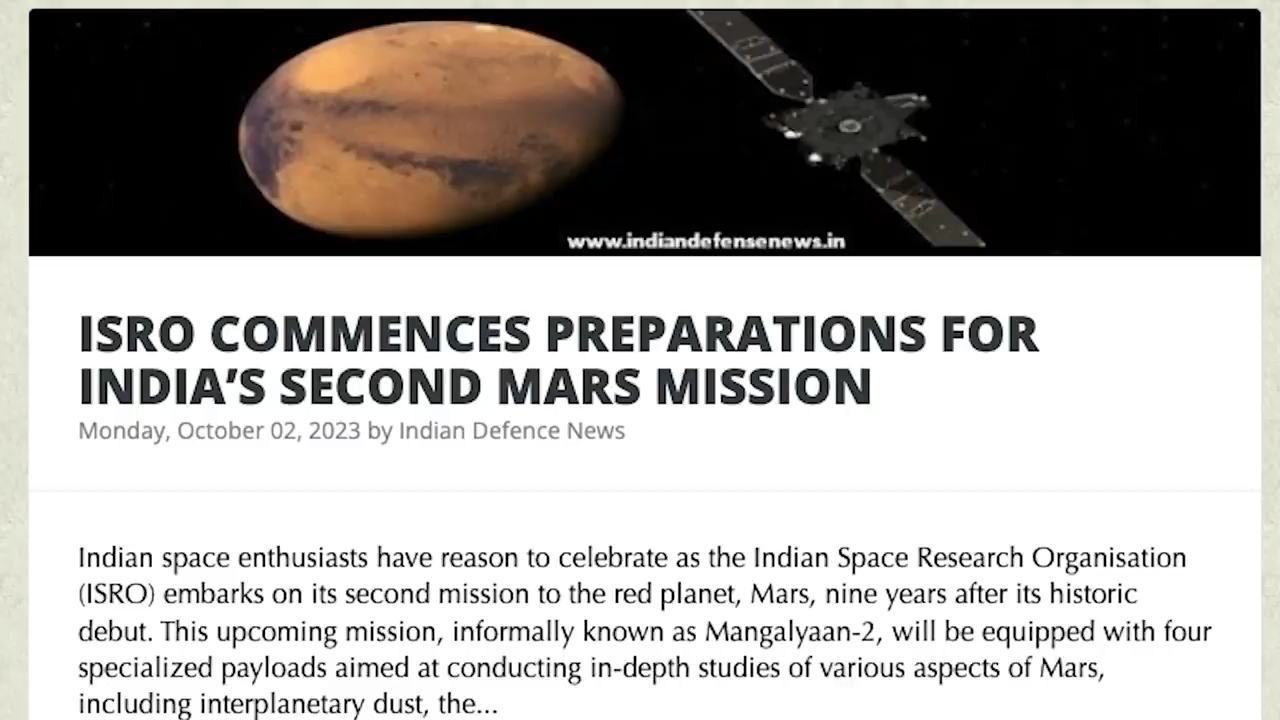 www.indiandefensenews.in
ISRO COMMENCES PREPARATIONS FOR
INDIA’S SECOND MARS MISSION
Monday, October 02, 2023 by Indian Defence News
Indian space enthusiasts have reason to celebrate as the Indian Space Research Organisation
(ISRO) embarks on its second mission to the red planet, Mars, nine years after its historic
debut. This upcoming mission, informally known as Mangalyaan-2, will be equipped with four
specialized payloads aimed at conducting in-depth studies of various aspects of Mars,
including interplanetary dust, the...